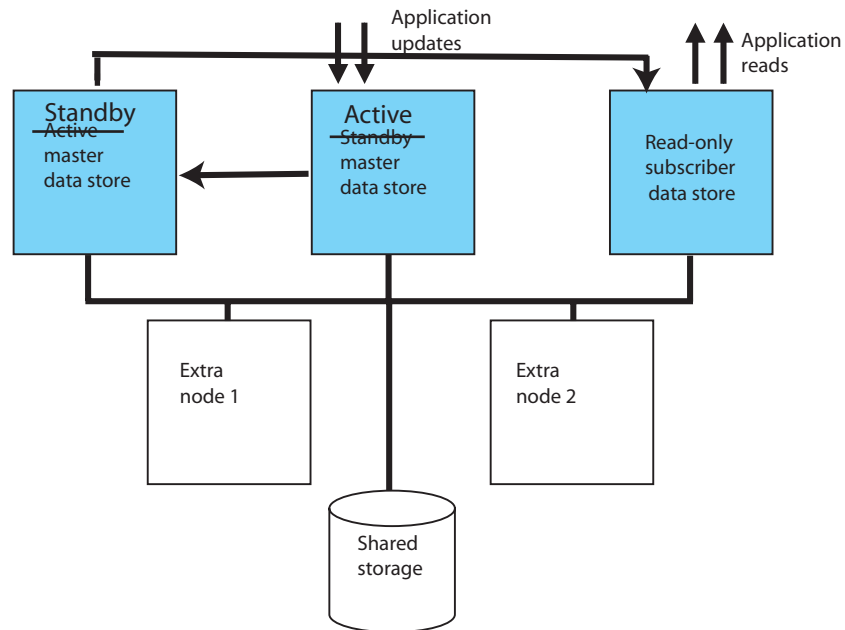 Application
updates
Application
reads
Standby
Active
master
data store
Active
Standby
master
data store
Read-only
subscriber
data store
Extra
node 1
Extra
node 2
Shared
storage